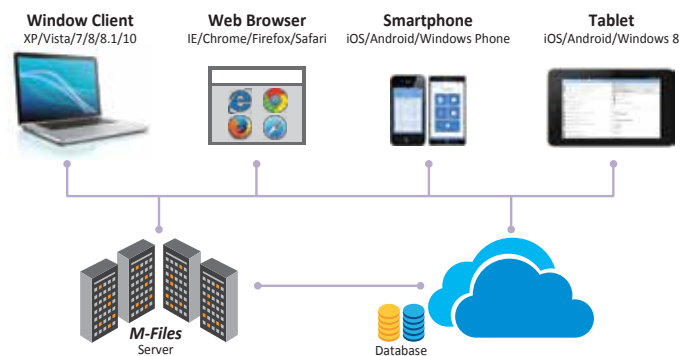 Window Client
XP/Vista/7/8/8.1/10
Web Browser
IE/Chrome/Firefox/Safari
Smartphone
iOS/Android/Windows Phone
Tablet
iOS/Android/Windows 8
M-Files
Server
Database